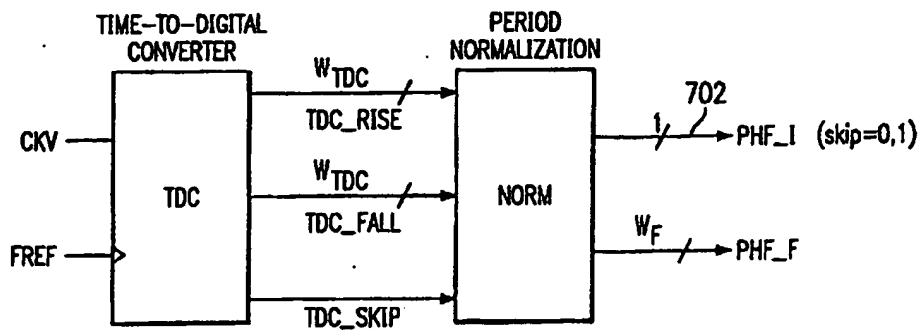 TIME-TO-DIGITAL
CONVERTER
PERIOD
NORMALIZATION
CKV
FREF
TDC
W_TDC
TDC_RISE
W_TDC
TDC_FALL
TDC_SKIP
NORM
1
702
PHF_I (skip=0,1)
W_F
PHF_F